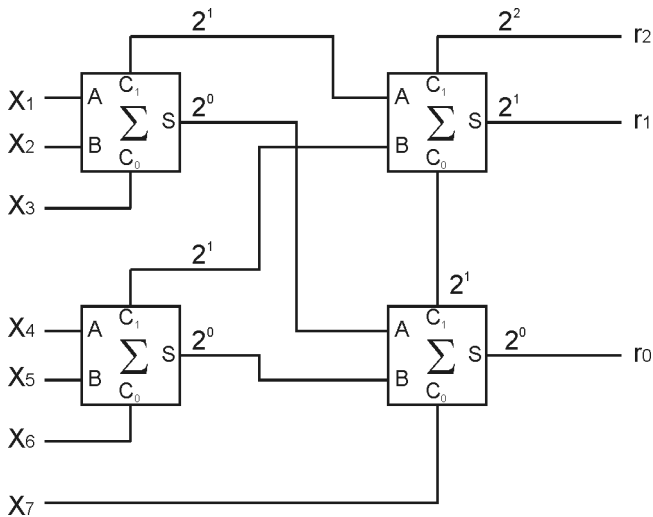 2¹ 2² r₂
C₁ C₁
X₁ A 2⁰ A 2¹
Σ S Σ S r₁
X₂ B B
C₀ C₀
X₃
2¹ 2¹
C₁ C₁
X₄ A 2⁰ A 2⁰
Σ S Σ S r₀
X₅ B B
C₀ C₀
X₆
X₇